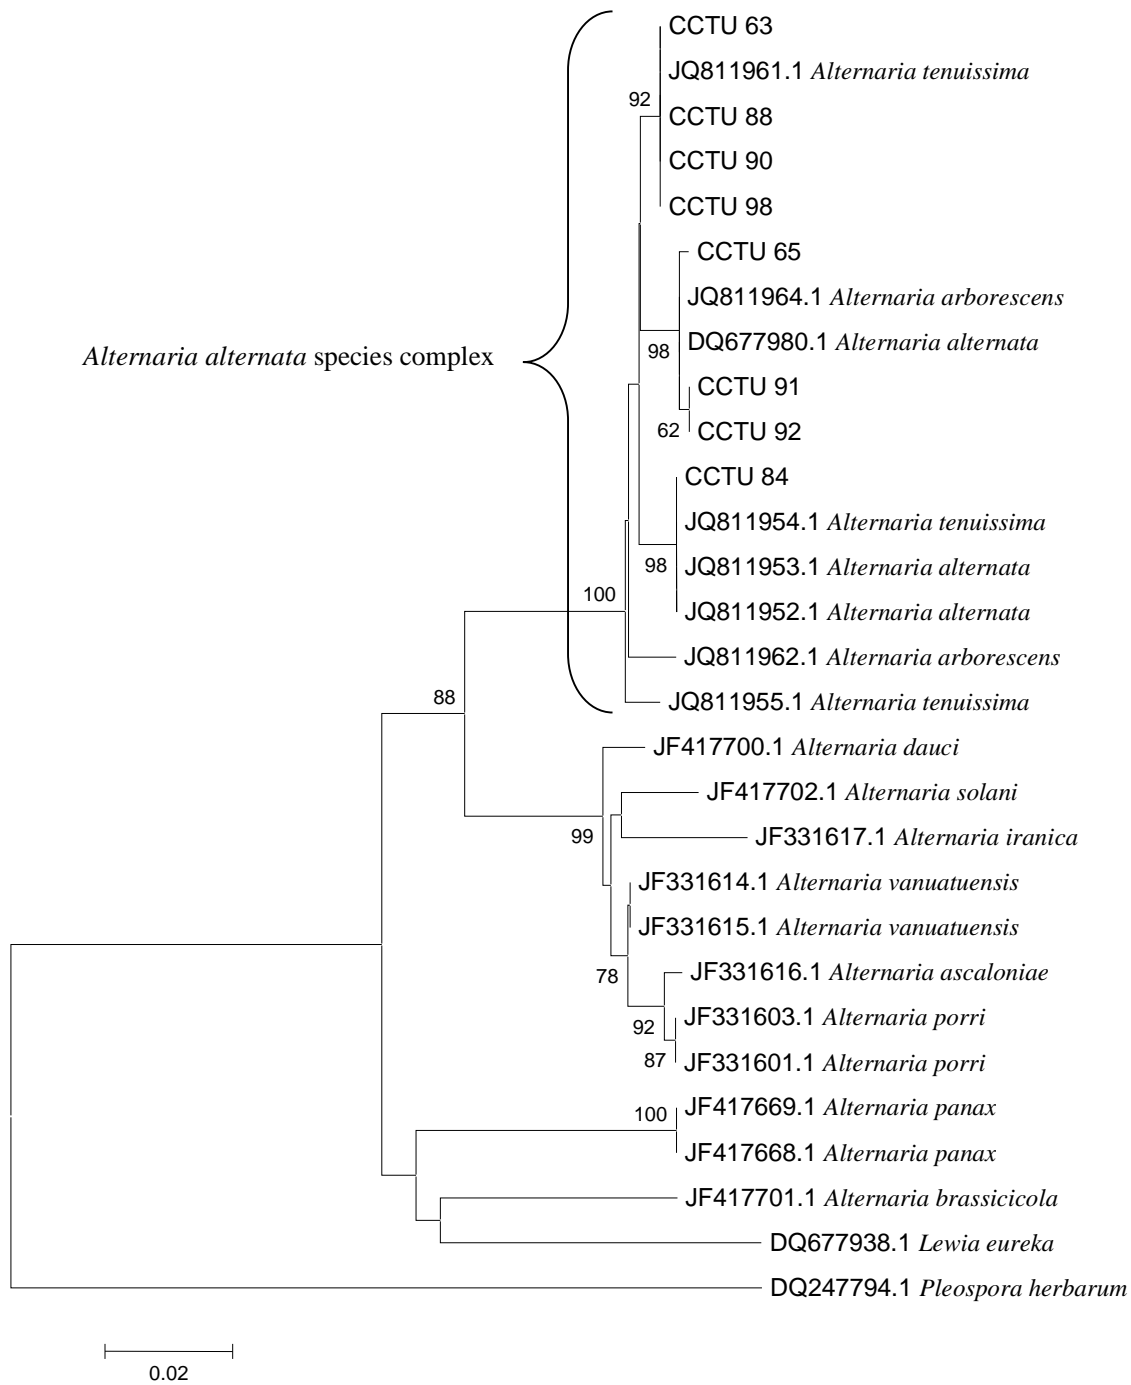 CCTU 63
JQ811961.1 Alternaria tenuissima
92
CCTU 88
CCTU 90
CCTU 98
CCTU 65
JQ811964.1 Alternaria arborescens
DQ677980.1 Alternaria alternata
98
Alternaria alternata species complex
CCTU 91
CCTU 92
62
CCTU 84
JQ811954.1 Alternaria tenuissima
JQ811953.1 Alternaria alternata
98
JQ811952.1 Alternaria alternata
100
JQ811962.1 Alternaria arborescens
JQ811955.1 Alternaria tenuissima
88
JF417700.1 Alternaria dauci
JF417702.1 Alternaria solani
99
JF331617.1 Alternaria iranica
JF331614.1 Alternaria vanuatuensis
JF331615.1 Alternaria vanuatuensis
78
JF331616.1 Alternaria ascaloniae
JF331603.1 Alternaria porri
92
87
JF331601.1 Alternaria porri
100
JF417669.1 Alternaria panax
JF417668.1 Alternaria panax
JF417701.1 Alternaria brassicicola
DQ677938.1 Lewia eureka
DQ247794.1 Pleospora herbarum
0.02